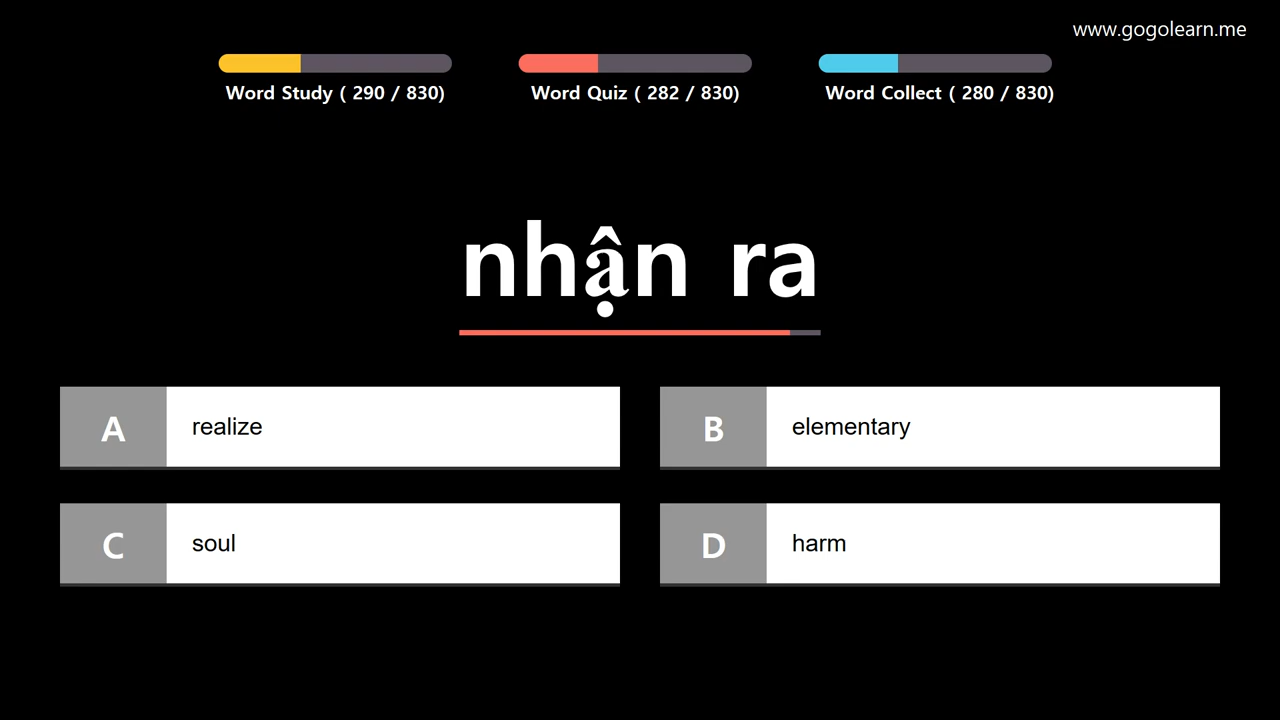 www.gogolearn.me
Word Study ( 290 / 830)
Word Quiz ( 282 / 830)
Word Collect ( 280 / 830)
nhận ra
A realize
B elementary
C soul
D harm